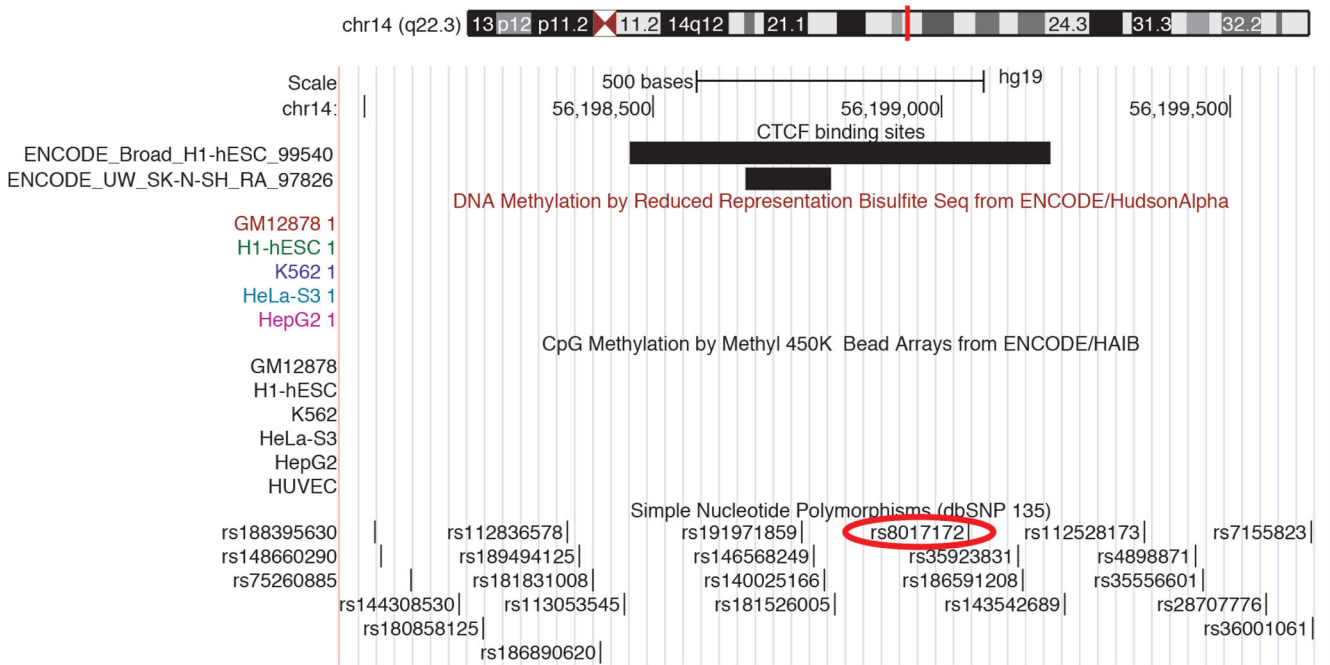 chr14 (q22.3) 13 p12 p11.2 11.2 14q12 21.1 24.3 31.3 32.2
Scale 500 bases hg19
chr14: 56,198,500 56,199,000 56,199,500
CTCF binding sites
ENCODE_Broad_H1-hESC_99540
ENCODE_UW_SK-N-SH_RA_97826
DNA Methylation by Reduced Representation Bisulfite Seq from ENCODE/HudsonAlpha
GM12878 1
H1-hESC 1
K562 1
HeLa-S3 1
HepG2 1
CpG Methylation by Methyl 450K Bead Arrays from ENCODE/HAIB
GM12878
H1-hESC
K562
HeLa-S3
HepG2
HUVEC
Simple Nucleotide Polymorphisms (dbSNP 135)
rs188395630 rs112836578 rs191971859 rs8017172 rs112528173 rs7155823
rs148660290 rs189494125 rs146568249 rs35923831 rs4898871
rs75260885 rs181831008 rs140025166 rs186591208 rs35556601
rs144308530 rs113053545 rs181526005 rs143542689 rs28707776
rs180858125 rs36001061
rs186890620